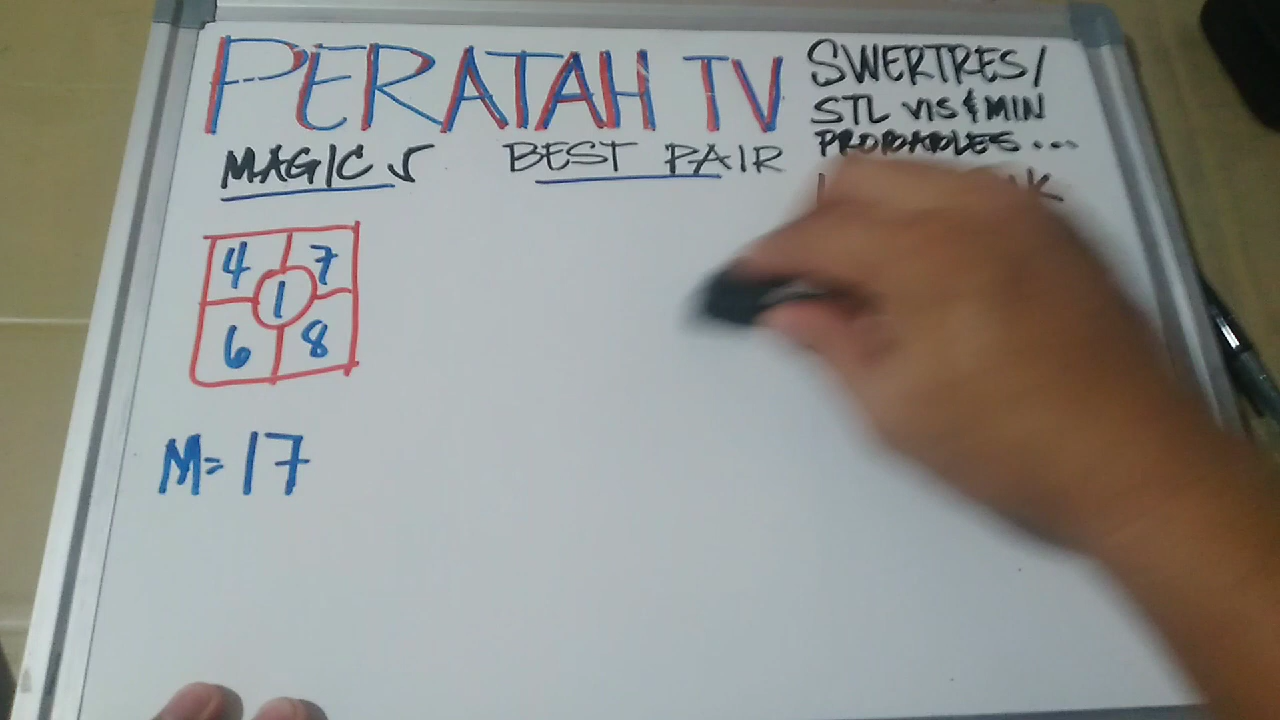 PERATAH TV
SWERTRES/
STL VIS & MIN
PROBABLES...
MAGIC 5
BEST PAIR
4 7
1
6 8
M= 17